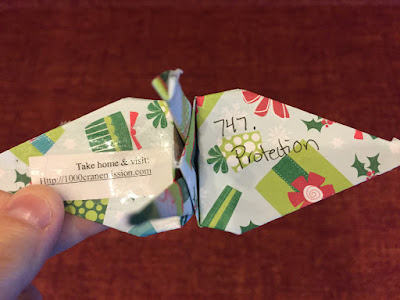 Take home & visit:
Http://1000cranemission.com
747.
Protection